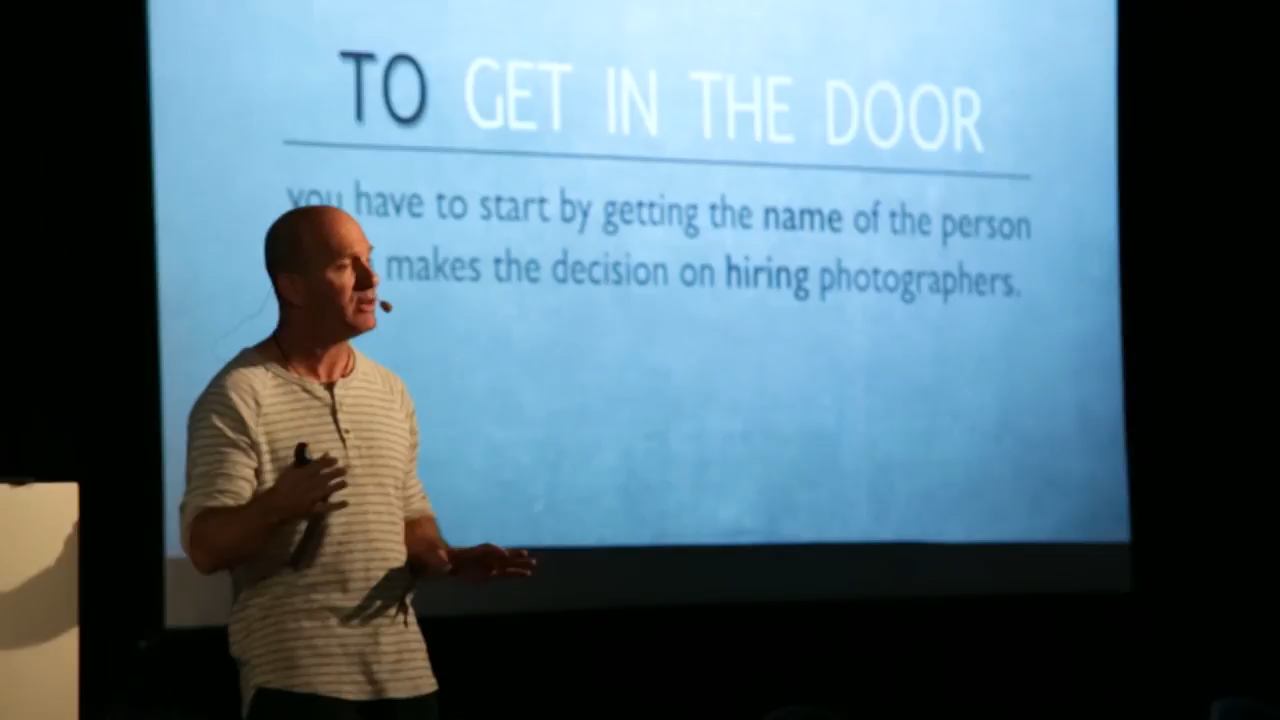 TO GET IN THE DOOR
you have to start by getting the name of the person
makes the decision on hiring photographers.